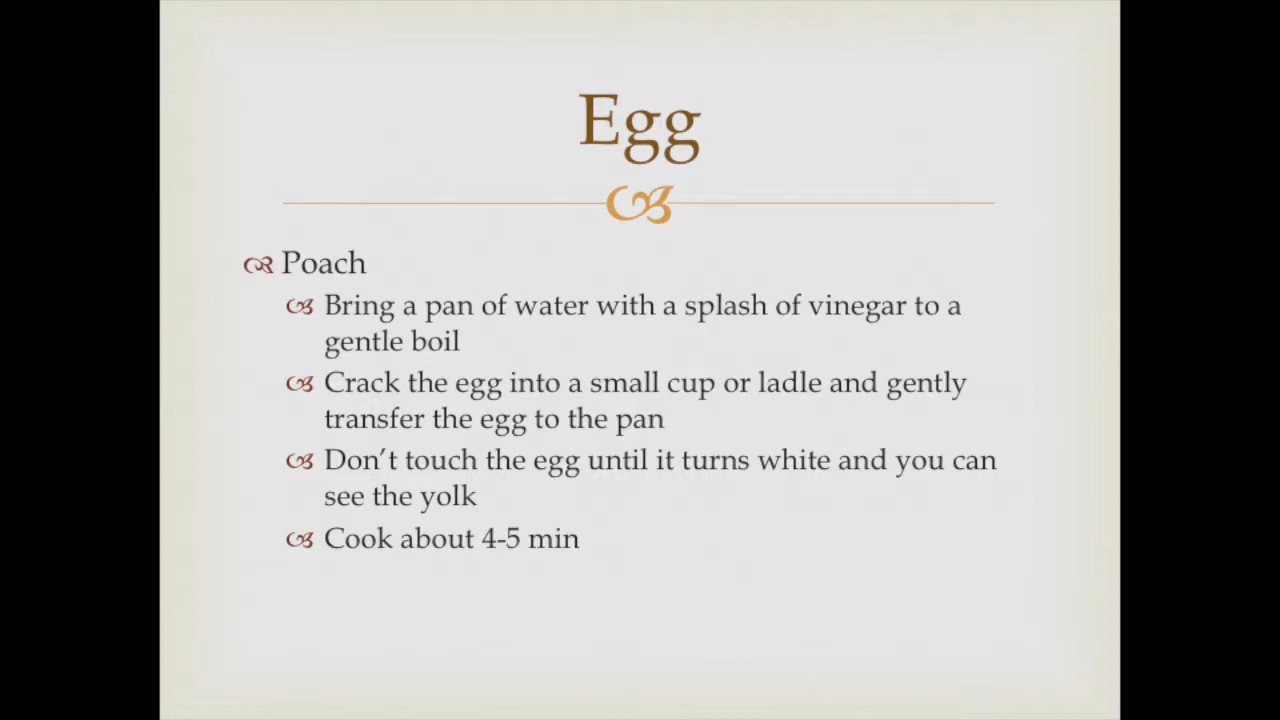 Egg
Poach
Bring a pan of water with a splash of vinegar to a
gentle boil
Crack the egg into a small cup or ladle and gently
transfer the egg to the pan
Don’t touch the egg until it turns white and you can
see the yolk
Cook about 4-5 min